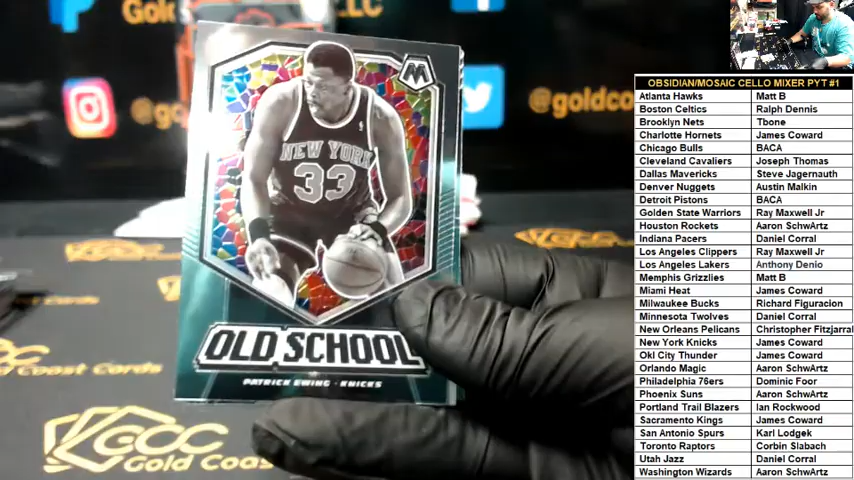 Gol
LLC
@goldco
M
NEW YORK
33
OLD SCHOOL
PATRICK EWING · KNICKS
Coast Cards
GCC
Gold Coas
OBSIDIAN/MOSAIC CELLO MIXER PYT #1
Atlanta Hawks Matt B
Boston Celtics Ralph Dennis
Brooklyn Nets Tbone
Charlotte Hornets James Coward
Chicago Bulls BACA
Cleveland Cavaliers Joseph Thomas
Dallas Mavericks Steve Jagernauth
Denver Nuggets Austin Malkin
Detroit Pistons BACA
Golden State Warriors Ray Maxwell Jr
Houston Rockets Aaron SchwArtz
Indiana Pacers Daniel Corral
Los Angeles Clippers Ray Maxwell Jr
Los Angeles Lakers Anthony Denio
Memphis Grizzlies Matt B
Miami Heat James Coward
Milwaukee Bucks Richard Figuracion
Minnesota Twolves Daniel Corral
New Orleans Pelicans Christopher Fitzjarral
New York Knicks James Coward
Okl City Thunder James Coward
Orlando Magic Aaron SchwArtz
Philadelphia 76ers Dominic Foor
Phoenix Suns Aaron SchwArtz
Portland Trail Blazers Ian Rockwood
Sacramento Kings James Coward
San Antonio Spurs Karl Lodgek
Toronto Raptors Corbin Slabach
Utah Jazz Daniel Corral
Washington Wizards Aaron SchwArtz